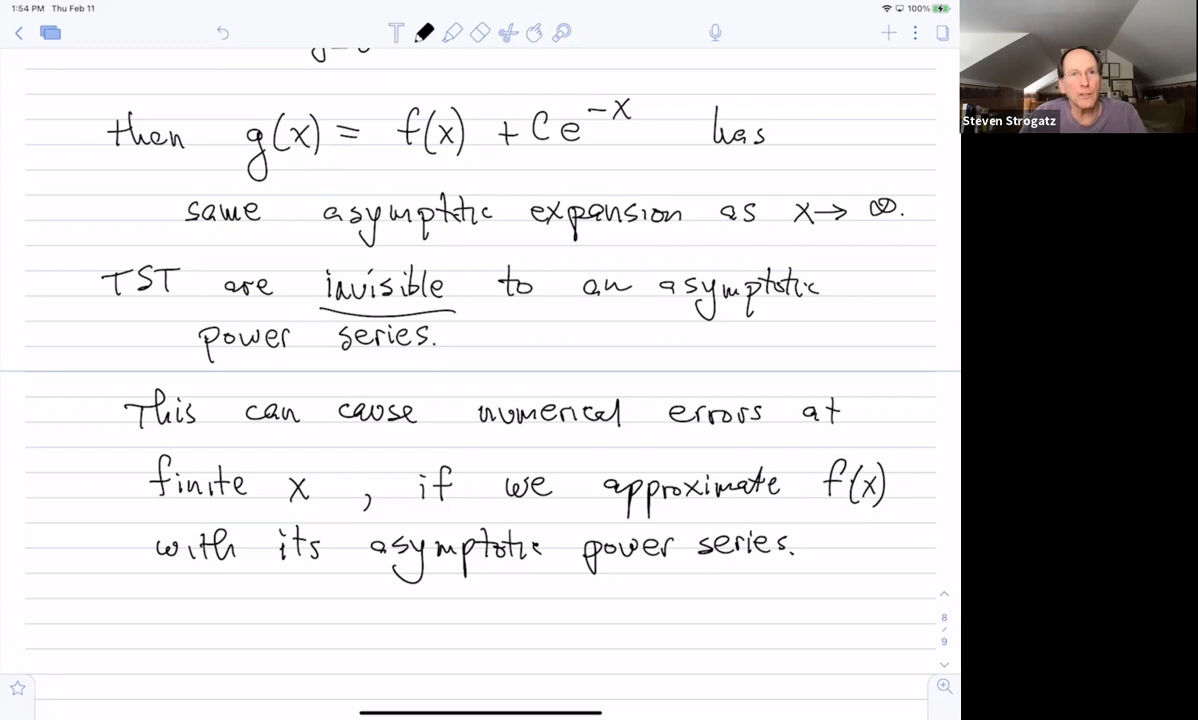 1:54 PM Thu Feb 11
100%
then g(x) = f(x) + Ce^{-x} has
same asymptotic expansion as x → ∞.
TST are invisible to an asymptotic
power series.
This can cause numerical errors at
finite x, if we approximate f(x)
with its asymptotic power series.
8
/
9
Steven Strogatz